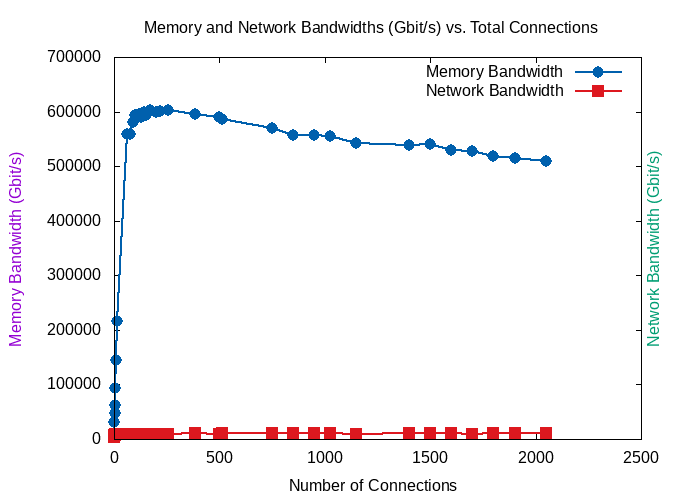 Memory and Network Bandwidths (Gbit/s) vs. Total Connections
700000
600000
500000
400000
300000
200000
100000
0
Memory Bandwidth (Gbit/s)
Memory Bandwidth
Network Bandwidth
Network Bandwidth (Gbit/s)
0
500
1000
1500
2000
2500
Number of Connections